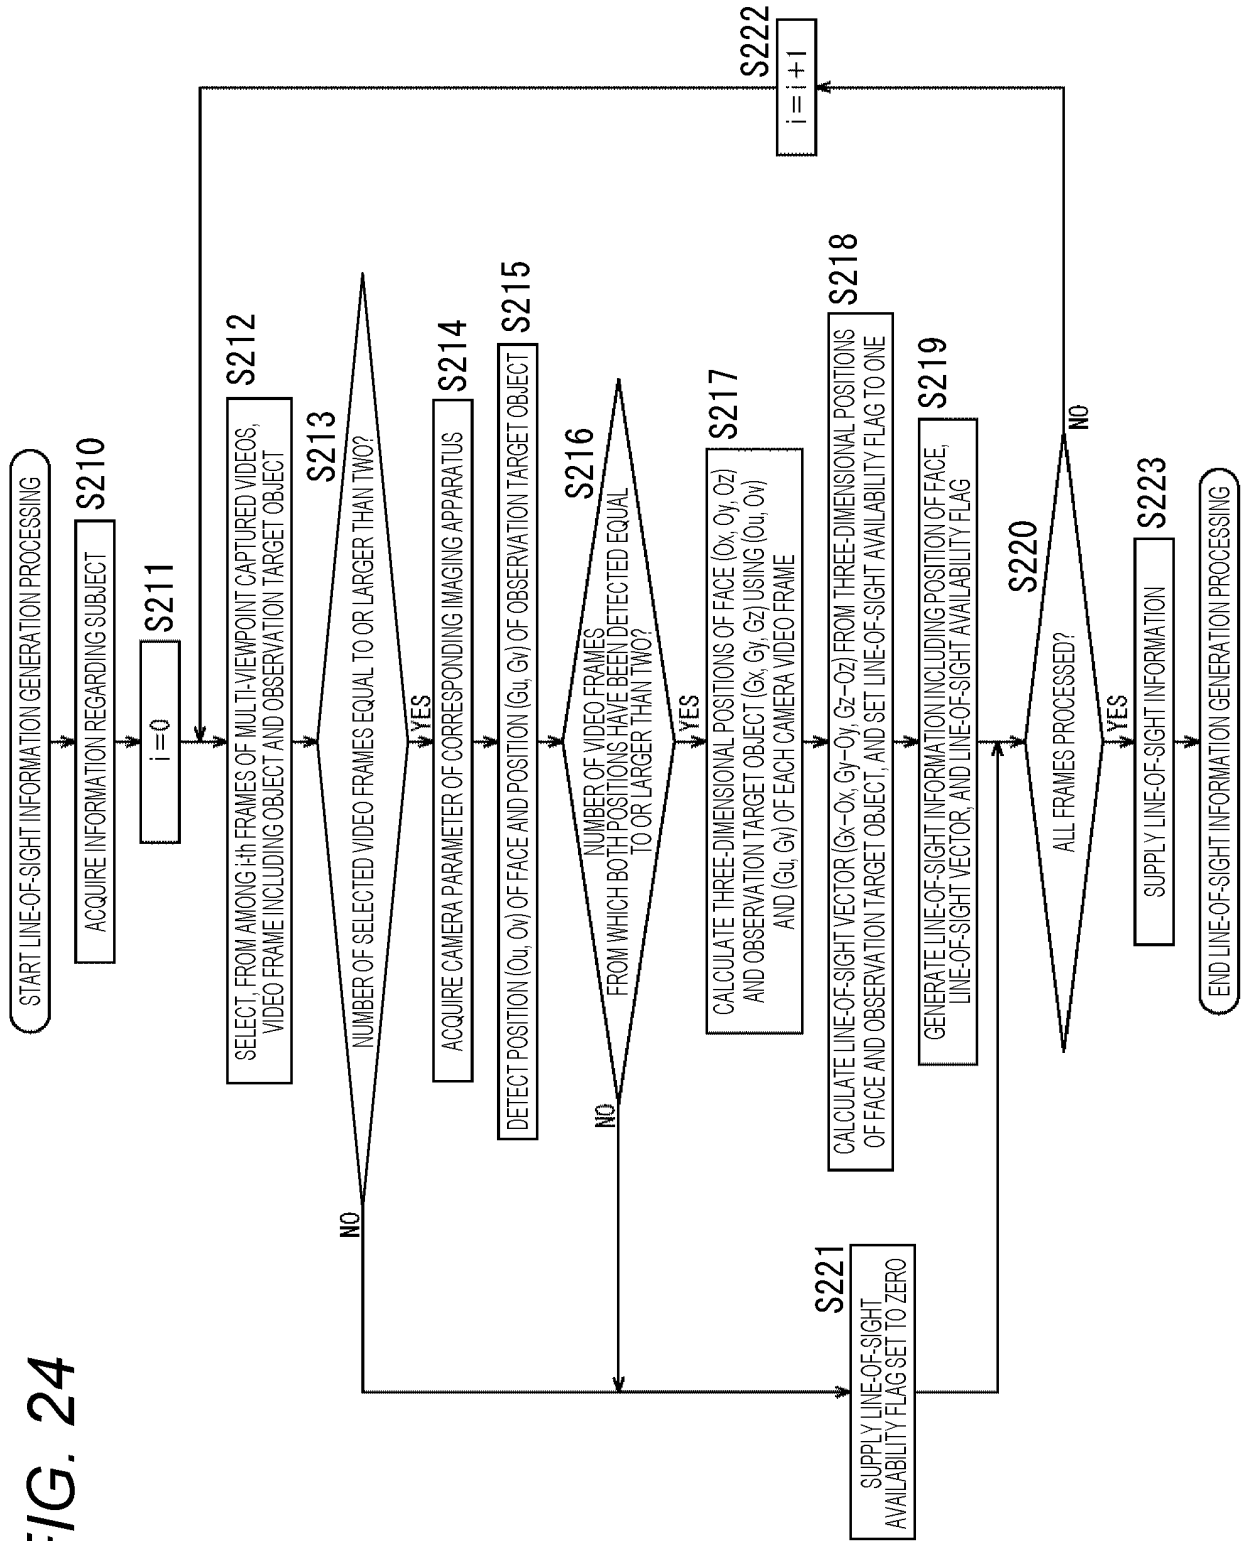 FIG. 24
START LINE-OF-SIGHT INFORMATION GENERATION PROCESSING
S210
ACQUIRE INFORMATION REGARDING SUBJECT
S211
i=0
S212
SELECT, FROM AMONG i-th FRAMES OF MULTI-VIEWPOINT CAPTURED VIDEOS,
VIDEO FRAME INCLUDING OBJECT AND OBSERVATION TARGET OBJECT
S213
NUMBER OF SELECTED VIDEO FRAMES EQUAL TO OR LARGER THAN TWO?
NO
YES
S214
ACQUIRE CAMERA PARAMETER OF CORRESPONDING IMAGING APPARATUS
S215
DETECT POSITION (Ou, Ov) OF FACE AND POSITION (Gu, Gv) OF OBSERVATION TARGET OBJECT
S216
NUMBER OF VIDEO FRAMES
FROM WHICH BOTH POSITIONS HAVE BEEN DETECTED EQUAL
TO OR LARGER THAN TWO?
NO
YES
S217
CALCULATE THREE-DIMENSIONAL POSITIONS OF FACE (Ox, Oy, Oz)
AND OBSERVATION TARGET OBJECT (Gx, Gy, Gz) USING (Ou, Ov)
AND (Gu, Gv) OF EACH CAMERA VIDEO FRAME
S218
CALCULATE LINE-OF-SIGHT VECTOR (Gx-Ox, Gy-Oy, Gz-Oz) FROM THREE-DIMENSIONAL POSITIONS
OF FACE AND OBSERVATION TARGET OBJECT, AND SET LINE-OF-SIGHT AVAILABILITY FLAG TO ONE
S219
GENERATE LINE-OF-SIGHT INFORMATION INCLUDING POSITION OF FACE,
LINE-OF-SIGHT VECTOR, AND LINE-OF-SIGHT AVAILABILITY FLAG
S221
SUPPLY LINE-OF-SIGHT
AVAILABILITY FLAG SET TO ZERO
S220
ALL FRAMES PROCESSED?
NO
YES
S222
i=i+1
S223
SUPPLY LINE-OF-SIGHT INFORMATION
END LINE-OF-SIGHT INFORMATION GENERATION PROCESSING